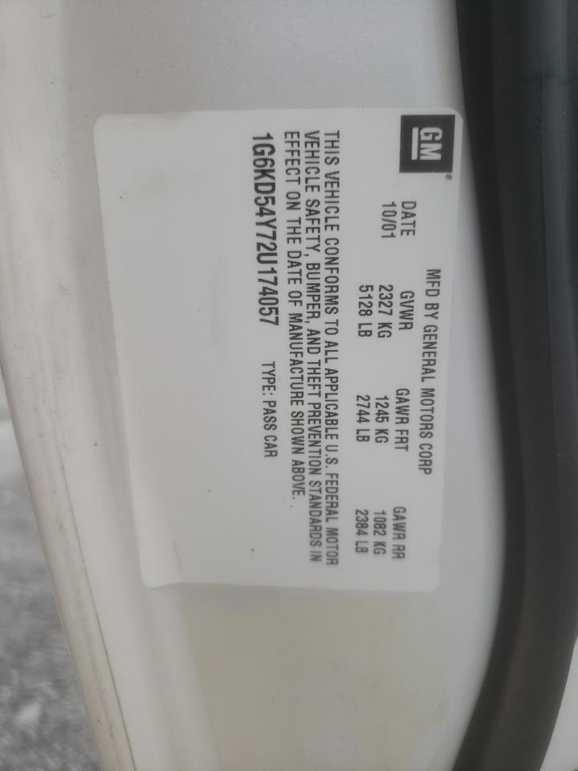 GM®
MFD BY GENERAL MOTORS CORP
DATE GVWR GAWR FRT GAWR RR
10/01 2327 KG 1245 KG 1082 KG
5128 LB 2744 LB 2384 LB
THIS VEHICLE CONFORMS TO ALL APPLICABLE U.S. FEDERAL MOTOR
VEHICLE SAFETY, BUMPER, AND THEFT PREVENTION STANDARDS IN
EFFECT ON THE DATE OF MANUFACTURE SHOWN ABOVE.
1G6KD54Y72U174057 TYPE: PASS CAR